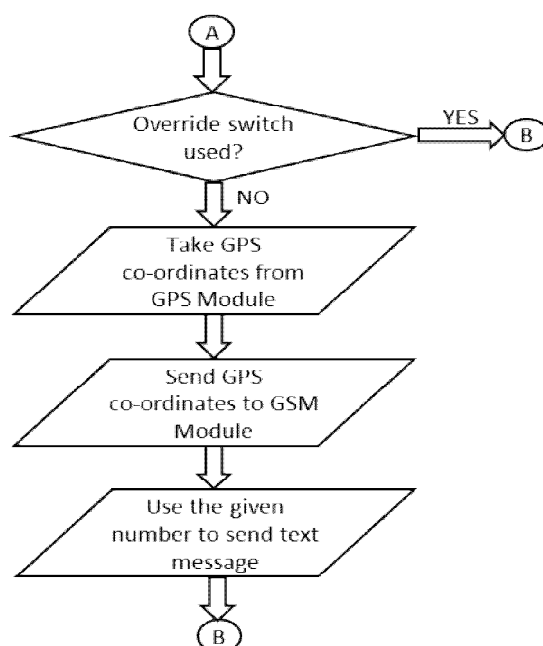 A
Override switch
used?
YES
B
NO
Take GPS
co-ordinates from
GPS Module
Send GPS
co-ordinates to GSM
Module
Use the given
number to send text
message
B